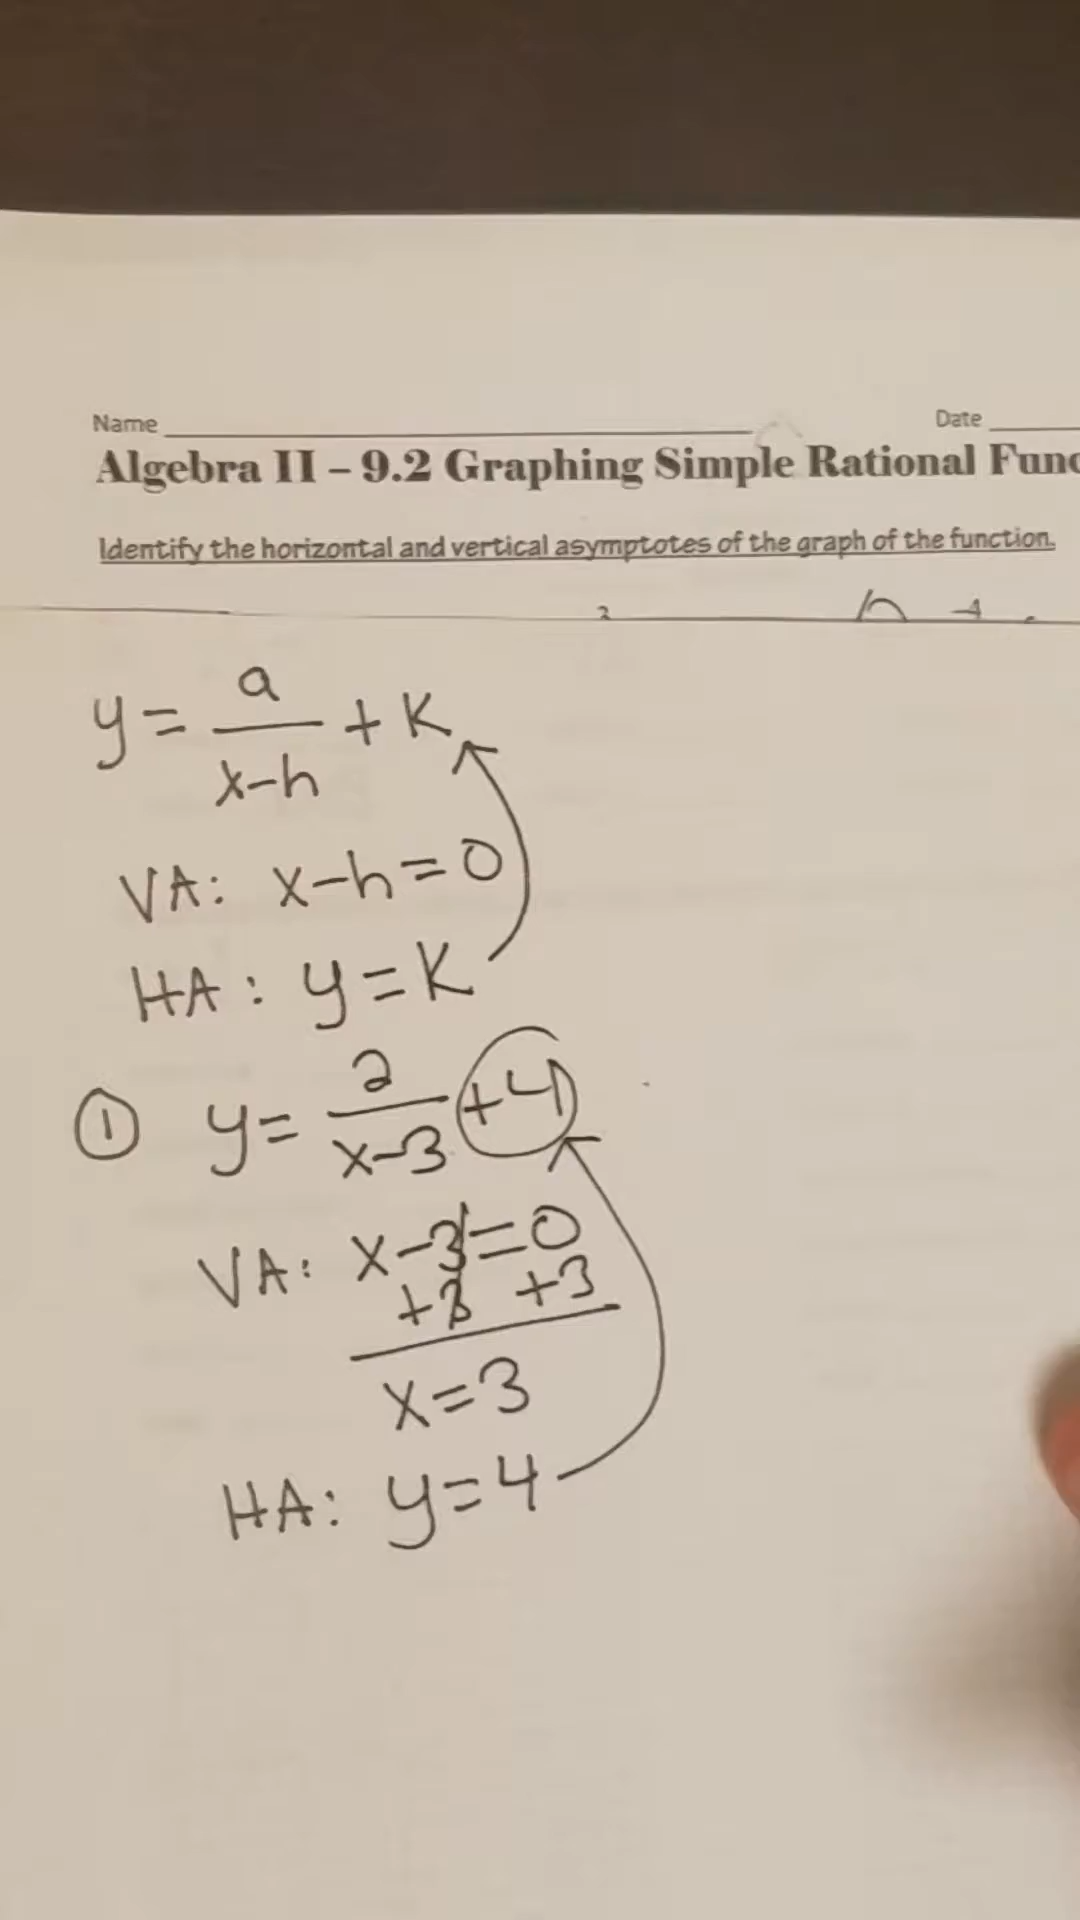 Name Date
Algebra II – 9.2 Graphing Simple Rational
Identify the horizontal and vertical asymptotes of the graph of the function.
y = a/(x-h) + K
VA: x-h=0
HA: y=K
① y = 2/(x-3) +4
VA: x-3=0
+3 +3
x=3
HA: y=4